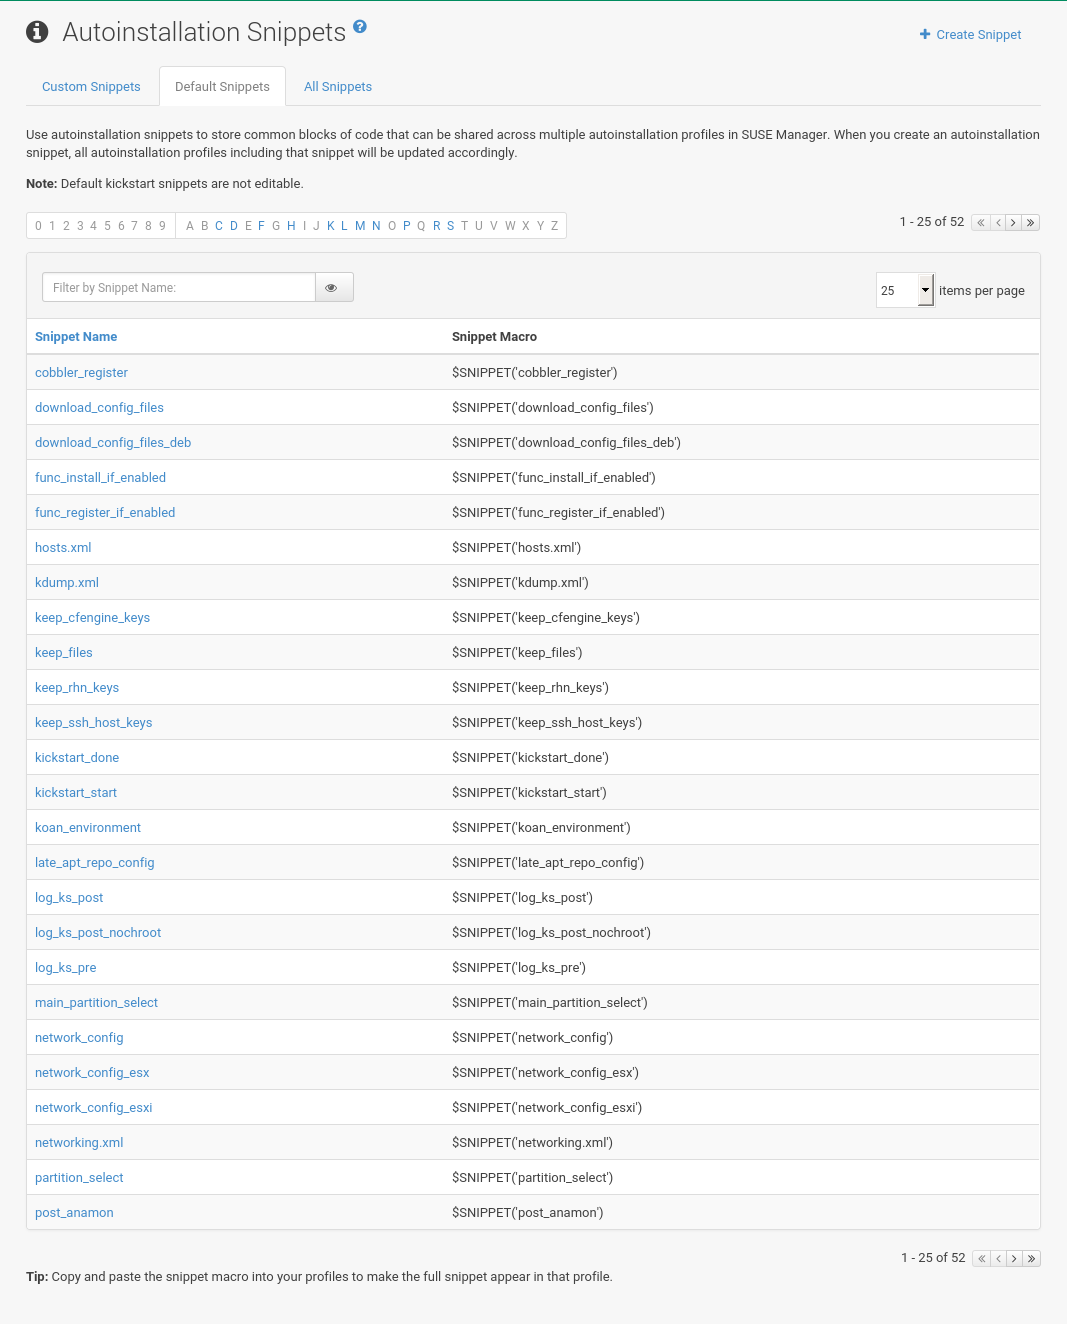 Autoinstallation Snippets
Create Snippet
Custom Snippets Default Snippets All Snippets
Use autoinstallation snippets to store common blocks of code that can be shared across multiple autoinstallation profiles in SUSE Manager. When you create an autoinstallation
snippet, all autoinstallation profiles including that snippet will be updated accordingly.
Note: Default kickstart snippets are not editable.
0 1 2 3 4 5 6 7 8 9 A B C D E F G H I J K L M N O P Q R S T U V W X Y Z
1 - 25 of 52
Filter by Snippet Name:
25 items per page
Snippet Name Snippet Macro
cobbler_register $SNIPPET('cobbler_register')
download_config_files $SNIPPET('download_config_files')
download_config_files_deb $SNIPPET('download_config_files_deb')
func_install_if_enabled $SNIPPET('func_install_if_enabled')
func_register_if_enabled $SNIPPET('func_register_if_enabled')
hosts.xml $SNIPPET('hosts.xml')
kdump.xml $SNIPPET('kdump.xml')
keep_cfengine_keys $SNIPPET('keep_cfengine_keys')
keep_files $SNIPPET('keep_files')
keep_rhn_keys $SNIPPET('keep_rhn_keys')
keep_ssh_host_keys $SNIPPET('keep_ssh_host_keys')
kickstart_done $SNIPPET('kickstart_done')
kickstart_start $SNIPPET('kickstart_start')
koan_environment $SNIPPET('koan_environment')
late_apt_repo_config $SNIPPET('late_apt_repo_config')
log_ks_post $SNIPPET('log_ks_post')
log_ks_post_nochroot $SNIPPET('log_ks_post_nochroot')
log_ks_pre $SNIPPET('log_ks_pre')
main_partition_select $SNIPPET('main_partition_select')
network_config $SNIPPET('network_config')
network_config_esx $SNIPPET('network_config_esx')
network_config_esxi $SNIPPET('network_config_esxi')
networking.xml $SNIPPET('networking.xml')
partition_select $SNIPPET('partition_select')
post_anamon $SNIPPET('post_anamon')
1 - 25 of 52
Tip: Copy and paste the snippet macro into your profiles to make the full snippet appear in that profile.